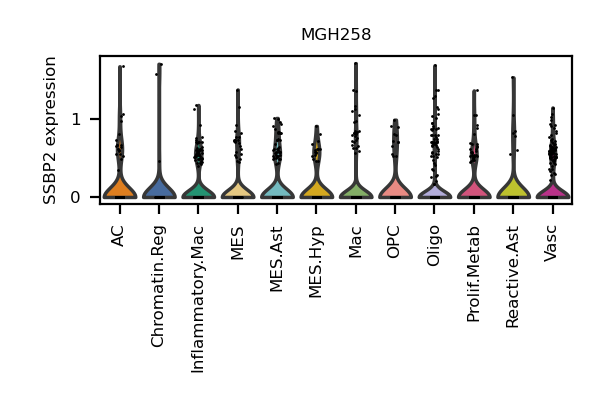 MGH258
SSBP2 expression
1
0
AC
Chromatin.Reg
Inflammatory.Mac
MES
MES.Ast
MES.Hyp
Mac
OPC
Oligo
Prolif.Metab
Reactive.Ast
Vasc